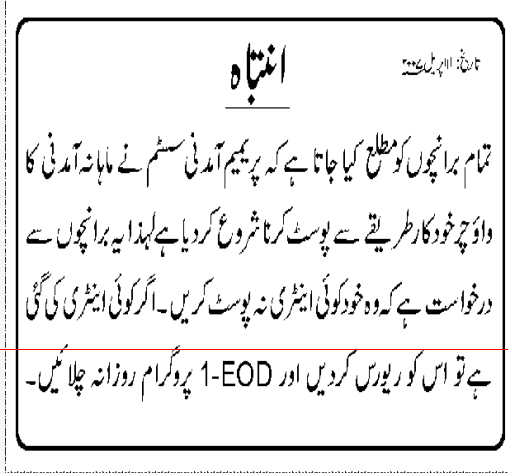 تاریخ: ۱۱ اپریل ۲۰۰۷
انتباہ
تمام برانچوں کو مطلع کیا جاتا ہے کہ پریمیم آمدنی سسٹم نے ماہانہ آمدنی کا
واؤچر خود کار طریقے سے پوسٹ کرنا شروع کردیا ہے لہذا یہ برانچوں سے
درخواست ہے کہ وہ خود کوئی اینٹری نہ پوسٹ کریں۔ اگر کوئی اینٹری کی گئی
ہے تو اس کو ریورس کردیں اور 1-EOD پروگرام روزانہ چلائیں۔